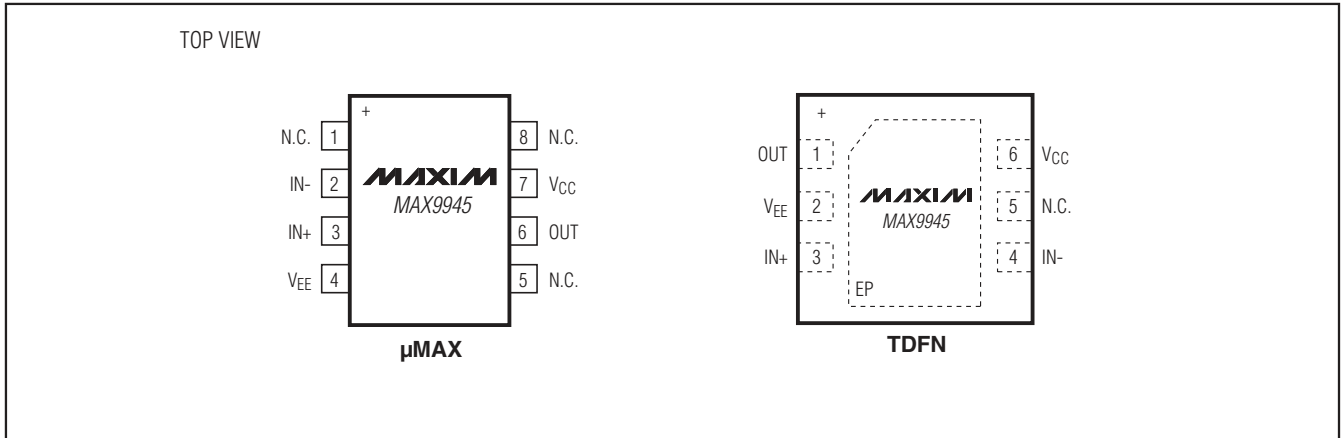 TOP VIEW
+
N.C. 1
8 N.C.
IN- 2
7 VCC
IN+ 3
6 OUT
VEE 4
5 N.C.
MAXIM
MAX9945
µMAX
+
OUT 1
6 VCC
VEE 2
5 N.C.
IN+ 3
4 IN-
MAXIM
MAX9945
EP
TDFN